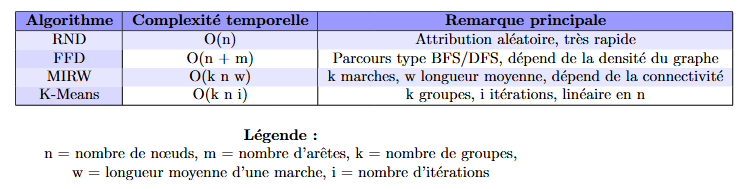 Algorithme Complexité temporelle Remarque principale
RND O(n) Attribution aléatoire, très rapide
FFD O(n + m) Parcours type BFS/DFS, dépend de la densité du graphe
MIRW O(k n w) k marches, w longueur moyenne, dépend de la connectivité
K-Means O(k n i) k groupes, i itérations, linéaire en n
Légende :
n = nombre de nœuds, m = nombre d'arêtes, k = nombre de groupes,
w = longueur moyenne d'une marche, i = nombre d'itérations